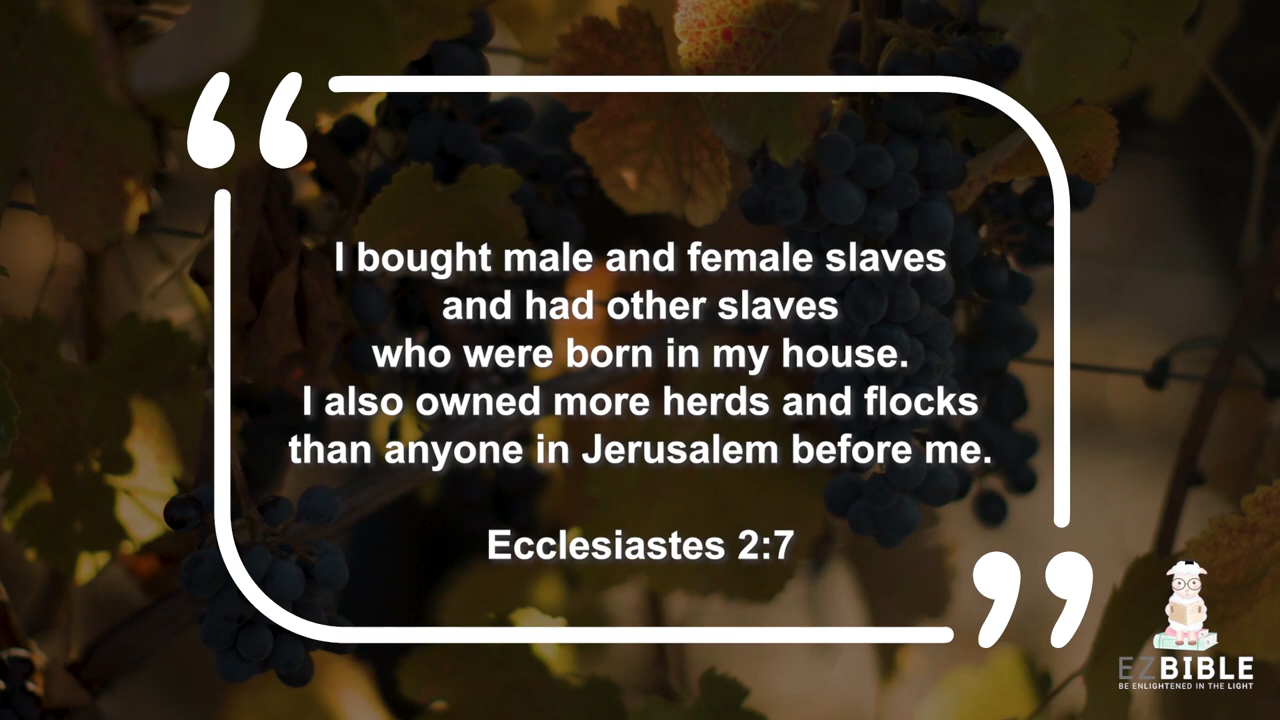 I bought male and female slaves
and had other slaves
who were born in my house.
I also owned more herds and flocks
than anyone in Jerusalem before me.
Ecclesiastes 2:7
EZBIBLE
BE ENLIGHTENED IN THE LIGHT